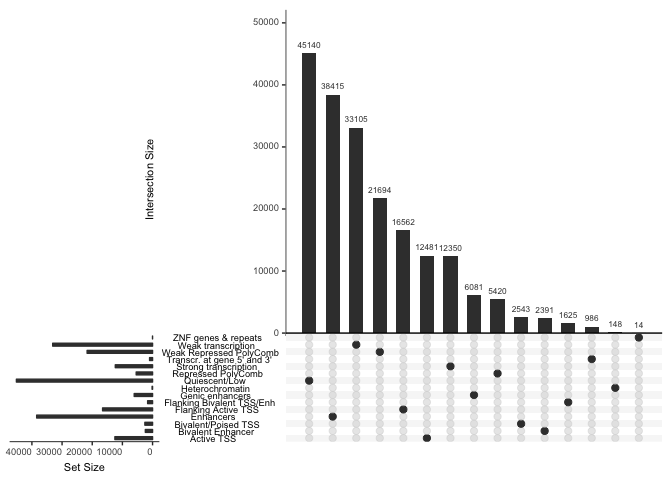 50000
45140
40000
38415
33105
30000
Intersection Size
21694
20000
16562
12481
12350
10000
6081
5420
2543
2391
1625
986
148
14
0
ZNF genes & repeats
Weak transcription
Weak Repressed PolyComb
Transcr. at gene 5' and 3'
Strong transcription
Repressed PolyComb
Quiescent/Low
Heterochromatin
Genic enhancers
Flanking Bivalent TSS/Enh
Flanking Active TSS
Enhancers
Bivalent/Poised TSS
Bivalent Enhancer
Active TSS
40000 30000 20000 10000 0
Set Size